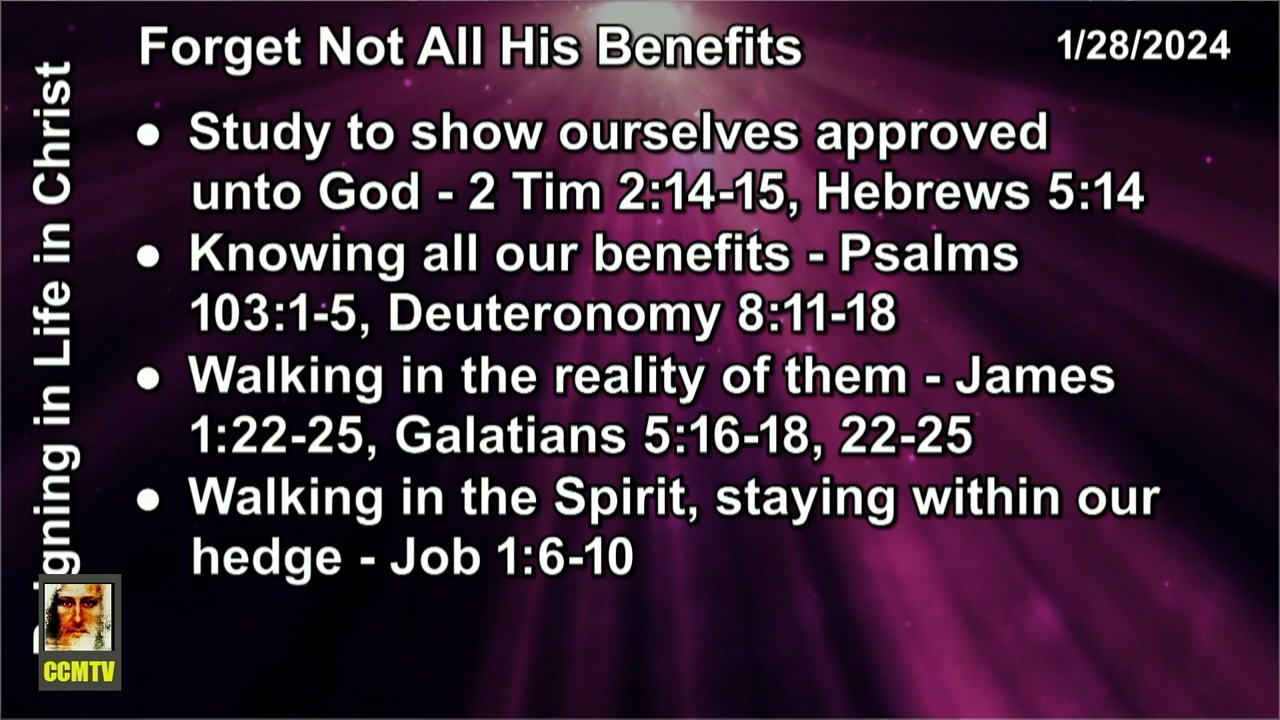 Forget Not All His Benefits
1/28/2024
● Study to show ourselves approved
unto God - 2 Tim 2:14-15, Hebrews 5:14
● Knowing all our benefits - Psalms
103:1-5, Deuteronomy 8:11-18
● Walking in the reality of them - James
1:22-25, Galatians 5:16-18, 22-25
● Walking in the Spirit, staying within our
hedge - Job 1:6-10
in Life in Christ
CCMTV